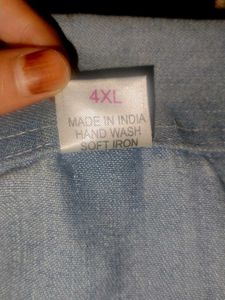 4XL
MADE IN INDIA
HAND WASH
SOFT IRON